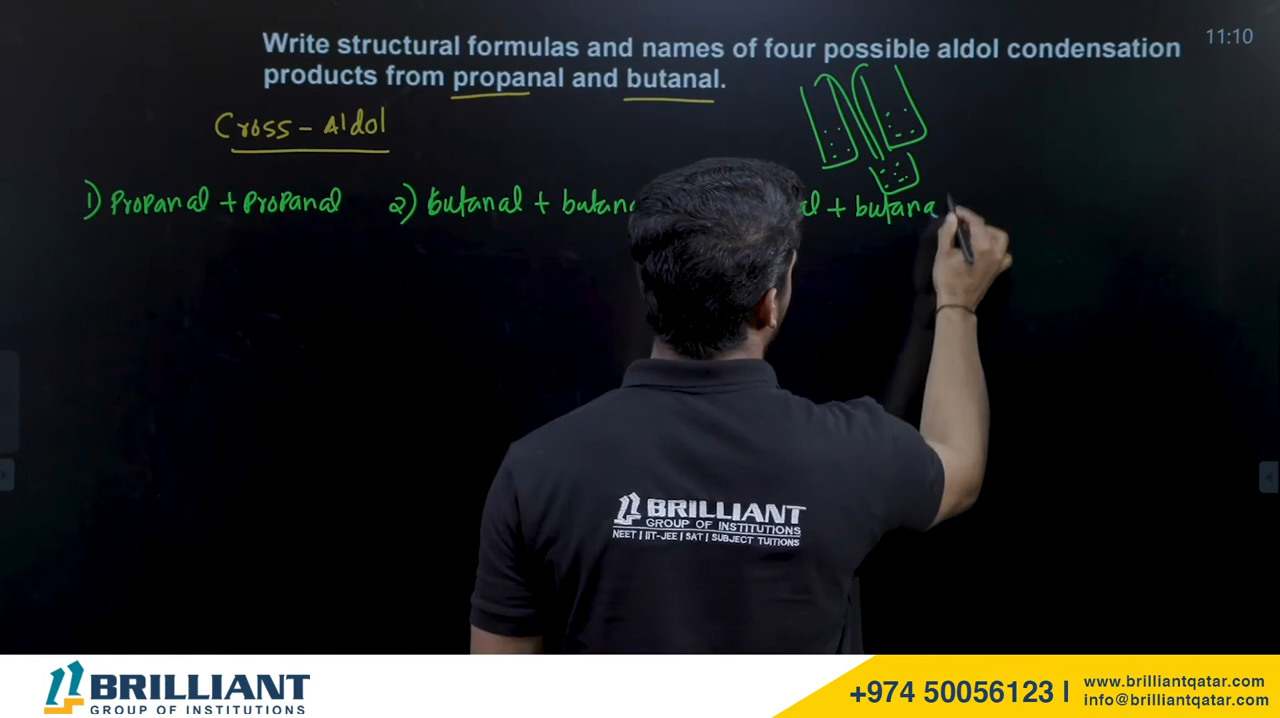 Write structural formulas and names of four possible aldol condensation
products from propanal and butanal.
11:10
Cross - Aldol
1) Propanal + Propanal 2) butanal + butana al + butana
BRILLIANT
GROUP OF INSTITUTIONS
NEET | IIT-JEE | SAT | SUBJECT TUITIONS
BRILLIANT
GROUP OF INSTITUTIONS
+974 50056123 |
www.brilliantqatar.com
info@brilliantqatar.com